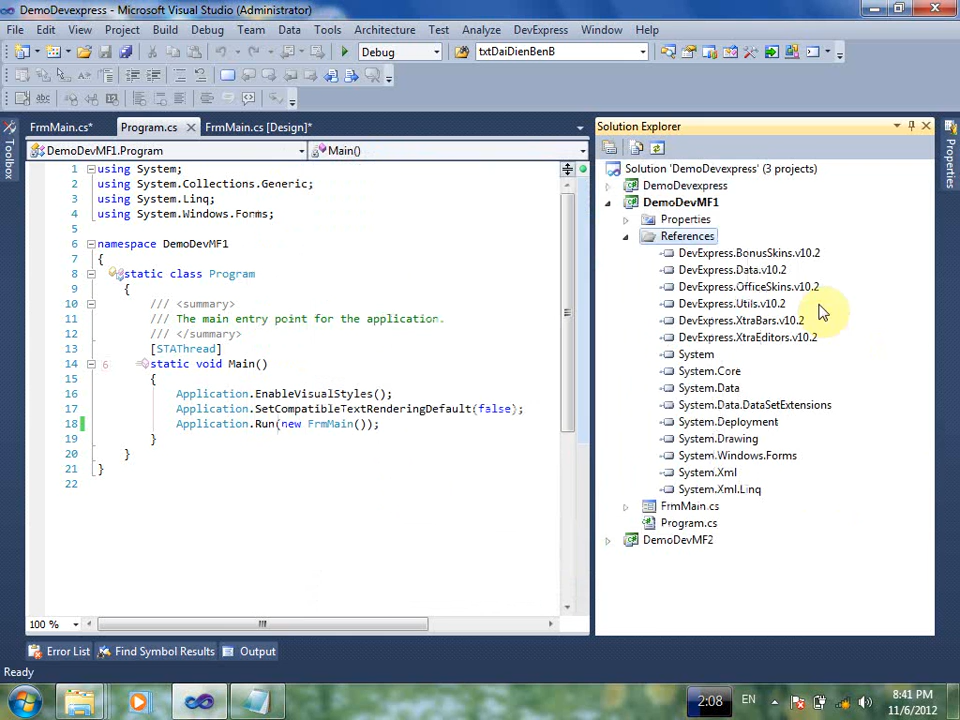 DemoDevexpress - Microsoft Visual Studio (Administrator)
File Edit View Project Build Debug Team Data Tools Architecture Test Analyze DevExpress Window Help
Debug txtDaiDienBenB
FrmMain.cs* Program.cs FrmMain.cs [Design]*
DemoDevMF1.Program Main()
1 using System;
2 using System.Collections.Generic;
3 using System.Linq;
4 using System.Windows.Forms;
5
6 namespace DemoDevMF1
7 {
8 static class Program
9 {
10 /// <summary>
11 /// The main entry point for the application.
12 /// </summary>
13 [STAThread]
14 6 static void Main()
15 {
16 Application.EnableVisualStyles();
17 Application.SetCompatibleTextRenderingDefault(false);
18 Application.Run(new FrmMain());
19 }
20 }
21 }
22
100 %
Solution Explorer
Solution 'DemoDevexpress' (3 projects)
DemoDevexpress
DemoDevMF1
Properties
References
DevExpress.BonusSkins.v10.2
DevExpress.Data.v10.2
DevExpress.OfficeSkins.v10.2
DevExpress.Utils.v10.2
DevExpress.XtraBars.v10.2
DevExpress.XtraEditors.v10.2
System
System.Core
System.Data
System.Data.DataSetExtensions
System.Deployment
System.Drawing
System.Windows.Forms
System.Xml
System.Xml.Linq
FrmMain.cs
Program.cs
DemoDevMF2
Toolbox
Properties
Error List Find Symbol Results Output
Ready
2:08 EN 8:41 PM
11/6/2012